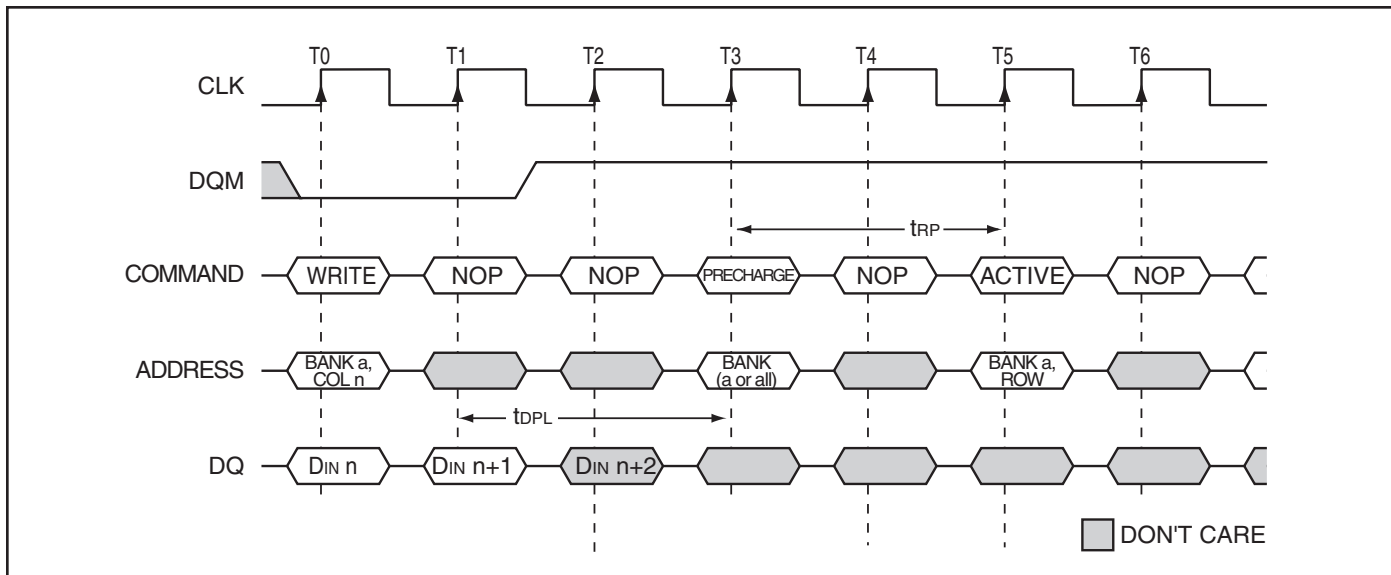 T0 T1 T2 T3 T4 T5 T6
CLK
DQM
tRP
COMMAND WRITE NOP NOP PRECHARGE NOP ACTIVE NOP
ADDRESS BANK a, COL n BANK (a or all) BANK a, ROW
tDPL
DQ DIN n DIN n+1 DIN n+2
DON'T CARE